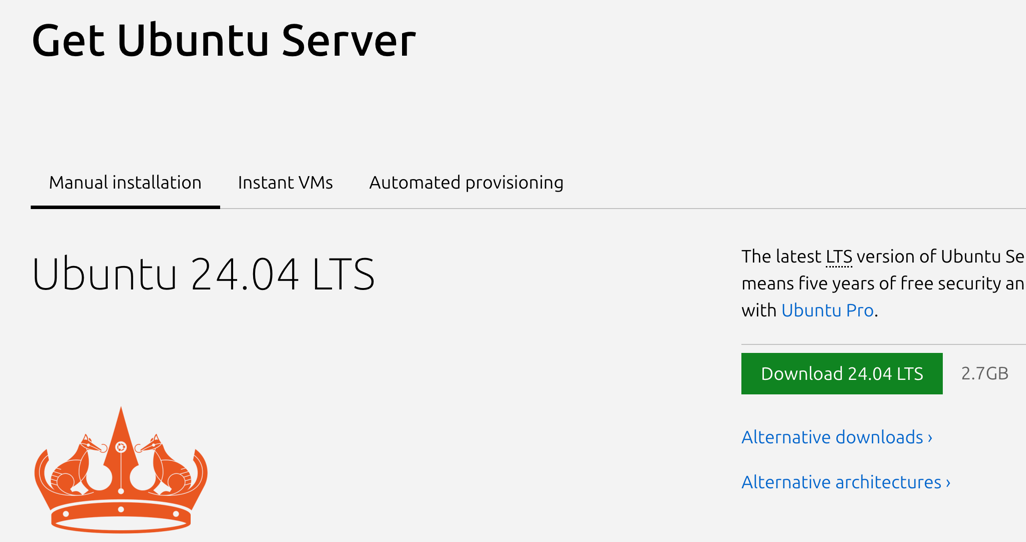 Get Ubuntu Server
Manual installation
Instant VMs
Automated provisioning
Ubuntu 24.04 LTS
The latest LTS version of Ubuntu Se
means five years of free security an
with Ubuntu Pro.
Download 24.04 LTS
2.7GB
Alternative downloads ›
Alternative architectures ›